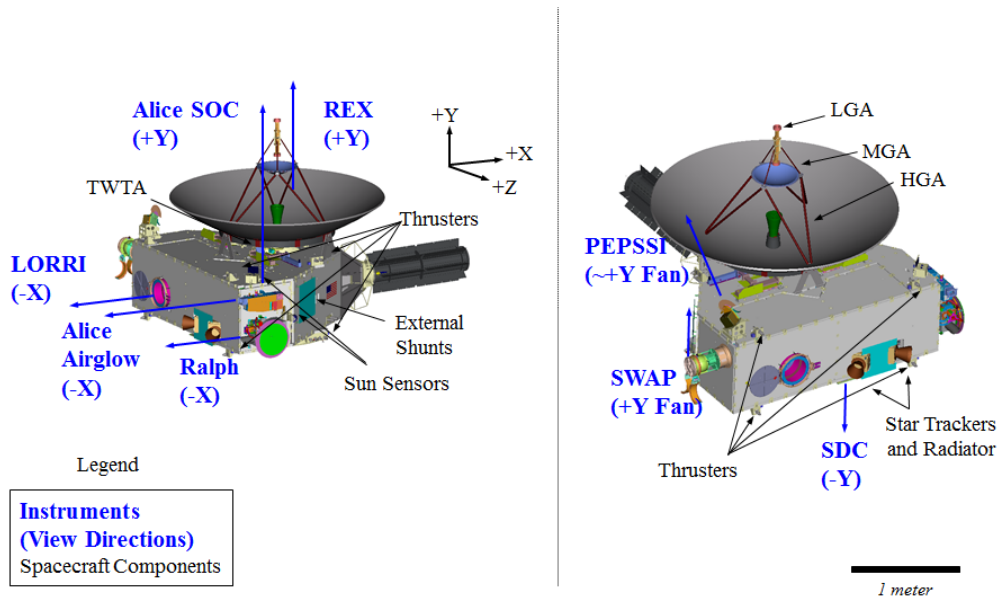 Alice SOC
(+Y)
REX
(+Y)
+Y
+X
+Z
TWTA
Thrusters
LORRI
(-X)
Alice
Airglow
(-X)
Ralph
(-X)
External
Shunts
Sun Sensors
Legend
Instruments
(View Directions)
Spacecraft Components
LGA
MGA
HGA
PEPSSI
(~+Y Fan)
SWAP
(+Y Fan)
Star Trackers
and Radiator
SDC
(-Y)
Thrusters
1 meter